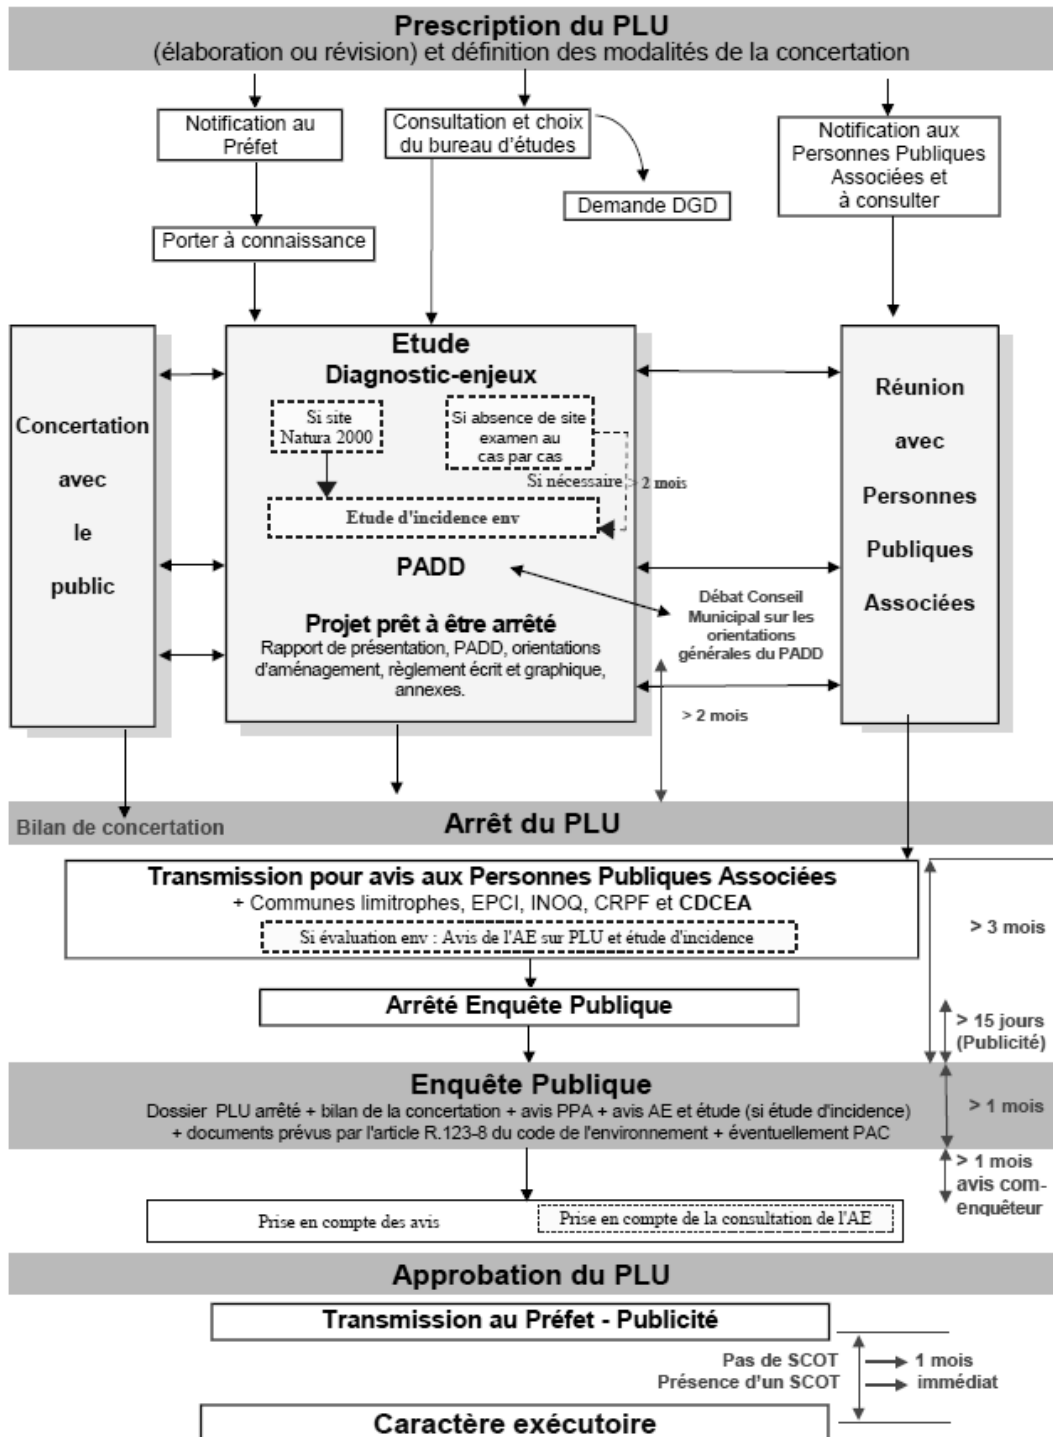 Prescription du PLU
(élaboration ou révision) et définition des modalités de la concertation
Notification au
Préfet
Consultation et choix
du bureau d'études
Notification aux
Personnes Publiques
Associées et
à consulter
Demande DGD
Porter à connaissance
Concertation
avec
le
public
Etude
Diagnostic-enjeux
Si site
Natura 2000
Si absence de site
examen au
cas par cas
Si nécessaire > 2 mois
Etude d'incidence env
PADD
Projet prêt à être arrêté
Rapport de présentation, PADD, orientations
d'aménagement, règlement écrit et graphique,
annexes.
Débat Conseil
Municipal sur les
orientations
générales du PADD
> 2 mois
Réunion
avec
Personnes
Publiques
Associées
Bilan de concertation
Arrêt du PLU
Transmission pour avis aux Personnes Publiques Associées
+ Communes limitrophes, EPCI, INOQ, CRPF et CDCEA
Si évaluation env : Avis de l'AE sur PLU et étude d'incidence
> 3 mois
Arrêté Enquête Publique
> 15 jours
(Publicité)
Enquête Publique
Dossier PLU arrêté + bilan de la concertation + avis PPA + avis AE et étude (si étude d'incidence)
+ documents prévus par l'article R.123-8 du code de l'environnement + éventuellement PAC
> 1 mois
> 1 mois
avis com-
enquêteur
Prise en compte des avis
Prise en compte de la consultation de l'AE
Approbation du PLU
Transmission au Préfet - Publicité
Pas de SCOT
1 mois
Présence d'un SCOT
immédiat
Caractère exécutoire